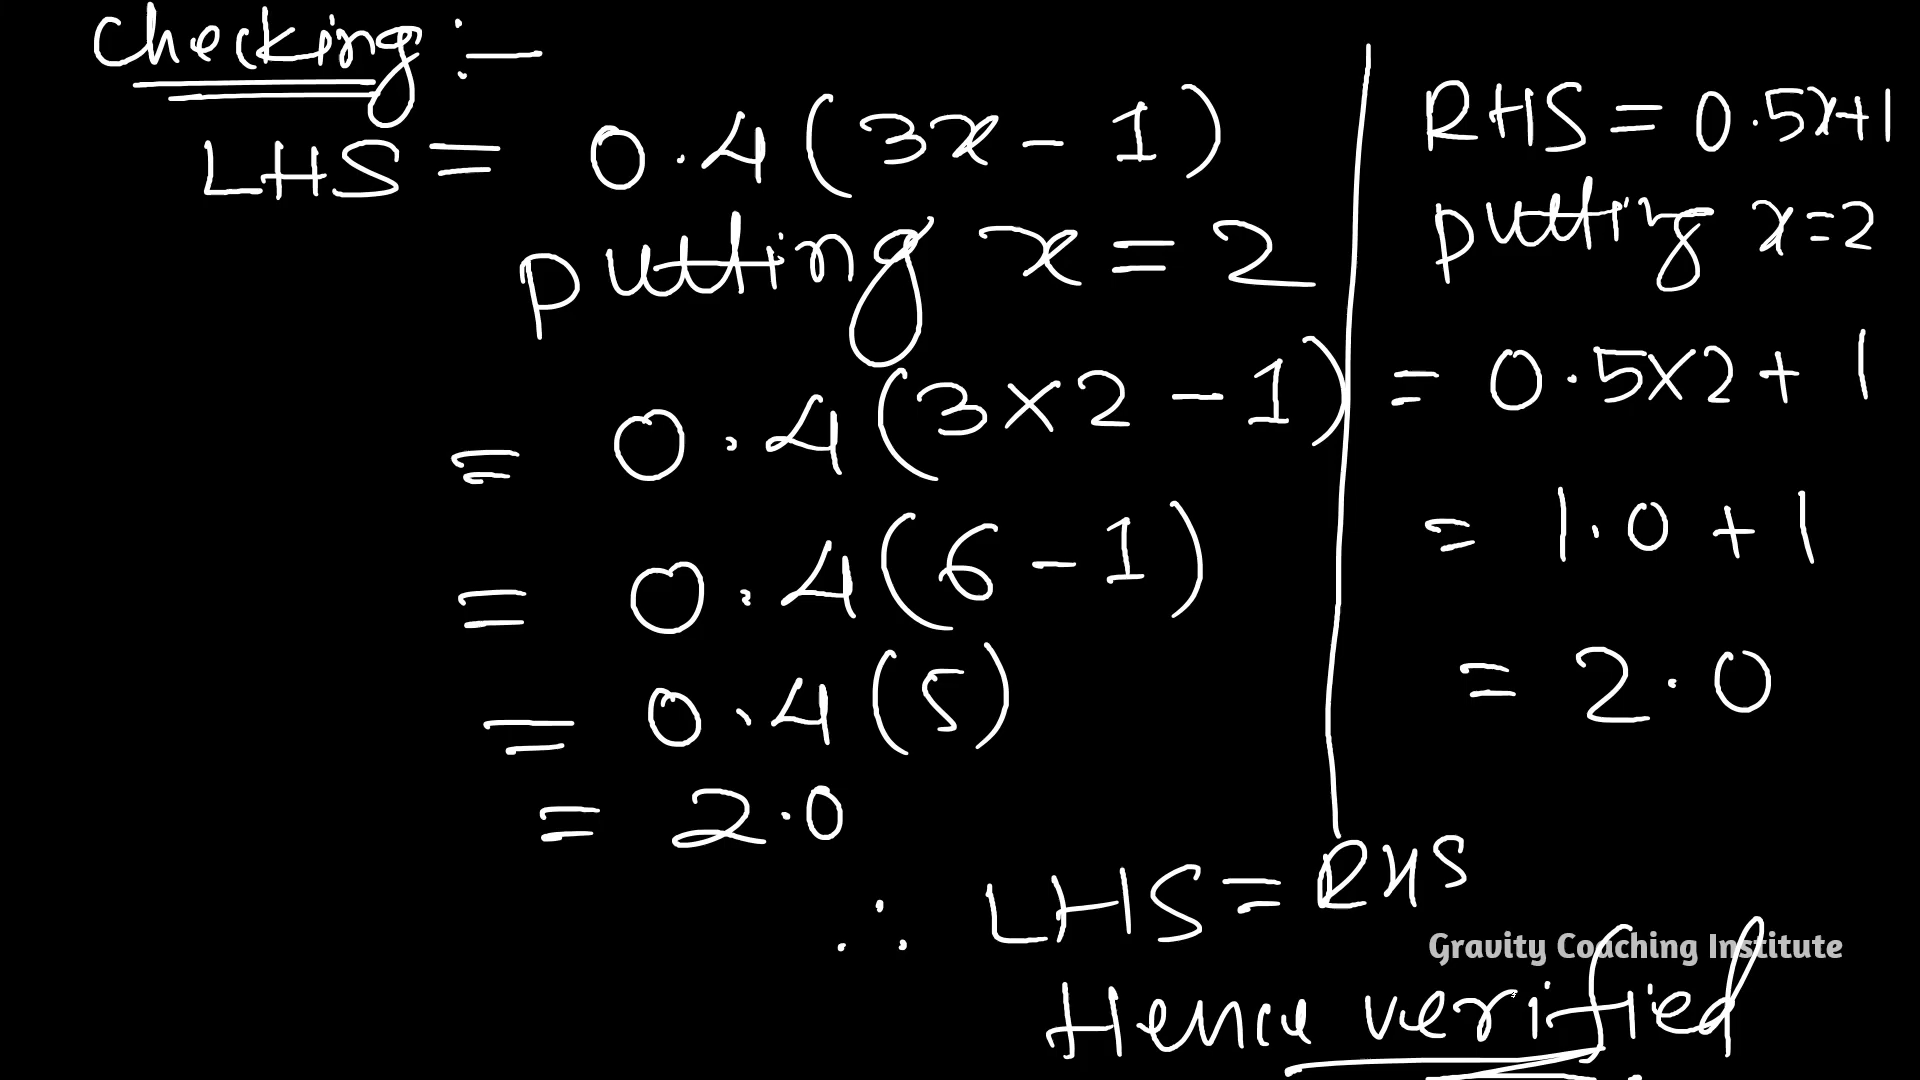 Checking :-
LHS = 0.4(3x - 1)
putting x = 2
= 0.4(3×2 - 1)
= 0.4(6 - 1)
= 0.4(5)
= 2.0
RHS = 0.5x+1
putting x=2
= 0.5×2 + 1
= 1.0 + 1
= 2.0
∴ LHS = RHS
Gravity Coaching Institute
Hence verified